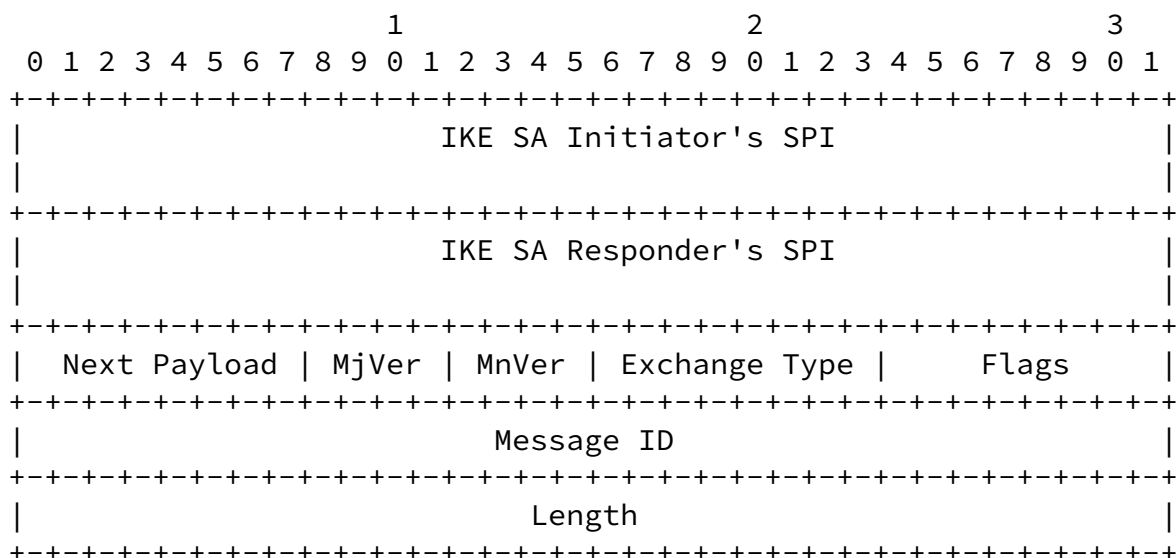 1                   2                   3
 0 1 2 3 4 5 6 7 8 9 0 1 2 3 4 5 6 7 8 9 0 1 2 3 4 5 6 7 8 9 0 1
+-+-+-+-+-+-+-+-+-+-+-+-+-+-+-+-+-+-+-+-+-+-+-+-+-+-+-+-+-+-+-+-+
|                       IKE SA Initiator's SPI                  |
|                                                               |
+-+-+-+-+-+-+-+-+-+-+-+-+-+-+-+-+-+-+-+-+-+-+-+-+-+-+-+-+-+-+-+-+
|                       IKE SA Responder's SPI                  |
|                                                               |
+-+-+-+-+-+-+-+-+-+-+-+-+-+-+-+-+-+-+-+-+-+-+-+-+-+-+-+-+-+-+-+-+
|  Next Payload | MjVer | MnVer | Exchange Type |     Flags     |
+-+-+-+-+-+-+-+-+-+-+-+-+-+-+-+-+-+-+-+-+-+-+-+-+-+-+-+-+-+-+-+-+
|                          Message ID                           |
+-+-+-+-+-+-+-+-+-+-+-+-+-+-+-+-+-+-+-+-+-+-+-+-+-+-+-+-+-+-+-+-+
|                            Length                             |
+-+-+-+-+-+-+-+-+-+-+-+-+-+-+-+-+-+-+-+-+-+-+-+-+-+-+-+-+-+-+-+-+